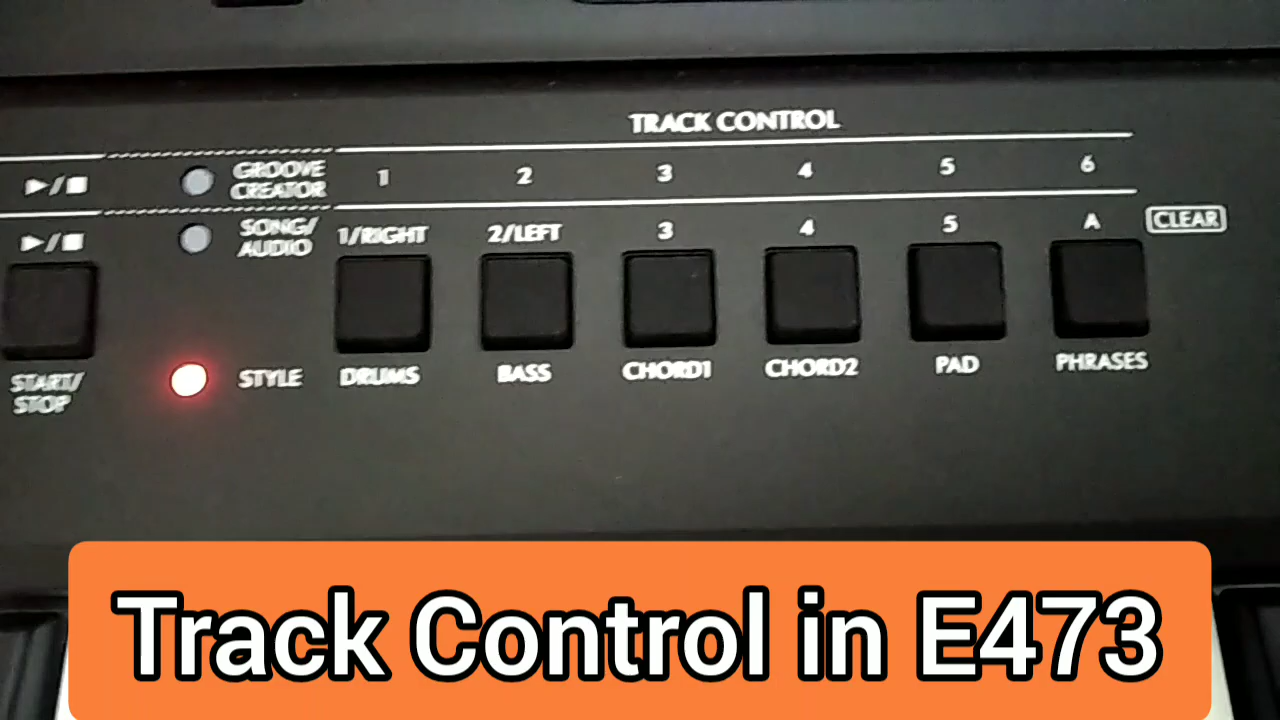 TRACK CONTROL
▶/■ GROOVE CREATOR 1 2 3 4 5 6
▶/■ SONG/AUDIO 1/RIGHT 2/LEFT 3 4 5 A CLEAR
START/STOP STYLE DRUMS BASS CHORD1 CHORD2 PAD PHRASES
Track Control in E473